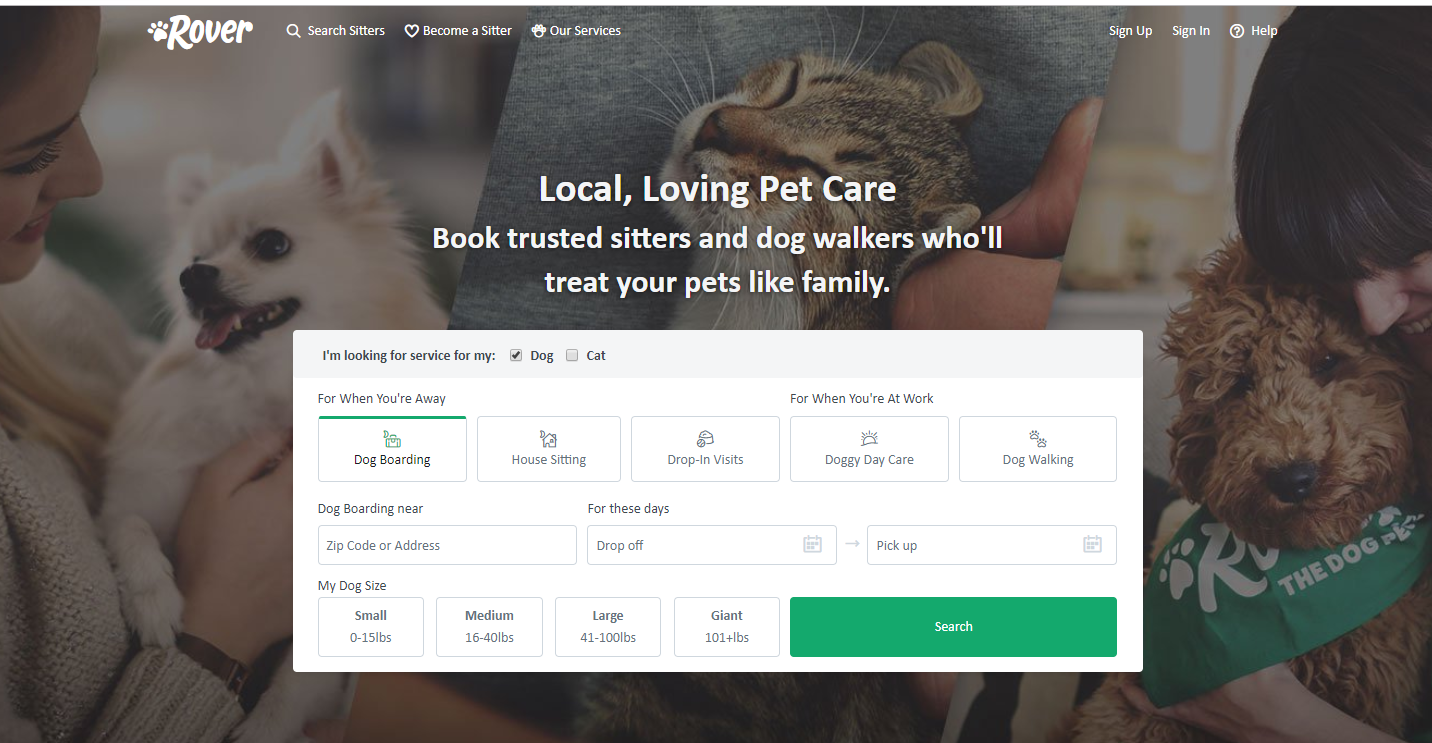 Rover
Search Sitters
Become a Sitter
Our Services
Sign Up
Sign In
Help
Local, Loving Pet Care
Book trusted sitters and dog walkers who'll
treat your pets like family.
I'm looking for service for my:
Dog
Cat
For When You're Away
For When You're At Work
Dog Boarding
House Sitting
Drop-In Visits
Doggy Day Care
Dog Walking
Dog Boarding near
For these days
Zip Code or Address
Drop off
Pick up
My Dog Size
Small
0-15lbs
Medium
16-40lbs
Large
41-100lbs
Giant
101+lbs
Search
THE DOG